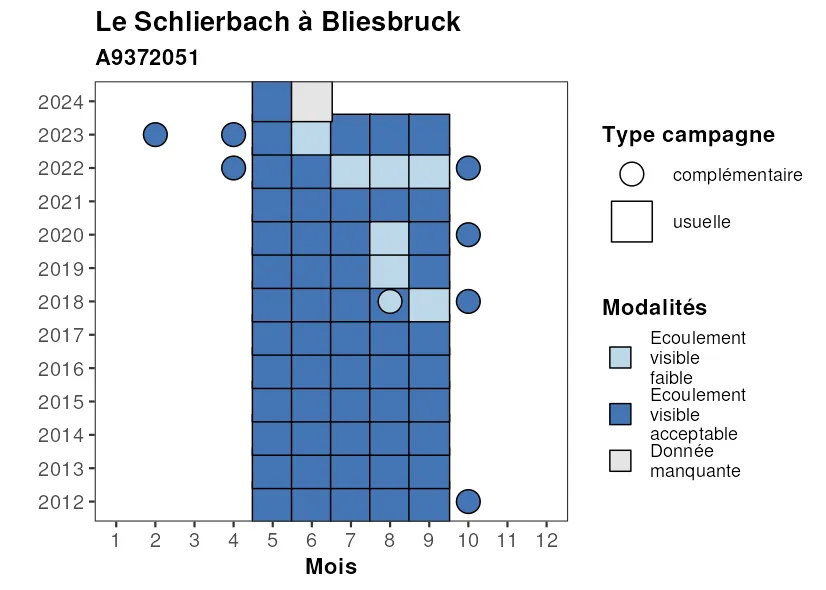 Le Schlierbach à Bliesbruck
A9372051
2024
2023
2022
2021
2020
2019
2018
2017
2016
2015
2014
2013
2012
1 2 3 4 5 6 7 8 9 10 11 12
Mois
Type campagne
complémentaire
usuelle
Modalités
Ecoulement
visible
faible
Ecoulement
visible
acceptable
Donnée
manquante